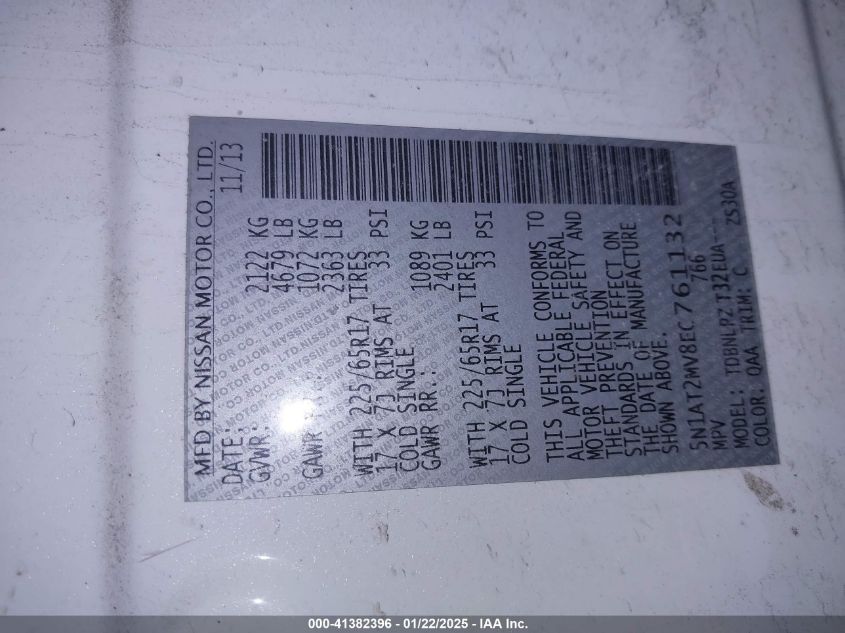 MFD BY NISSAN MOTOR CO., LTD.
DATE: 11/13
GVWR: 2122 KG
4679 LB
GAWR 1072 KG
2363 LB
WITH 225/65R17 TIRES
17 X 7J RIMS AT 33 PSI
COLD SINGLE
GAWR RR.: 1089 KG
2401 LB
WITH 225/65R17 TIRES
17 X 7J RIMS AT 33 PSI
COLD SINGLE
THIS VEHICLE CONFORMS TO
ALL APPLICABLE FEDERAL
MOTOR VEHICLE SAFETY AND
THEFT PREVENTION
STANDARDS IN EFFECT ON
THE DATE OF MANUFACTURE
SHOWN ABOVE.
5N1AT2MV8EC761132
MPV 766
MODEL: TDBNLRZT32EUA---
COLOR: QAA TRIM: C ZS30A
000-41382396 - 01/22/2025 - IAA Inc.